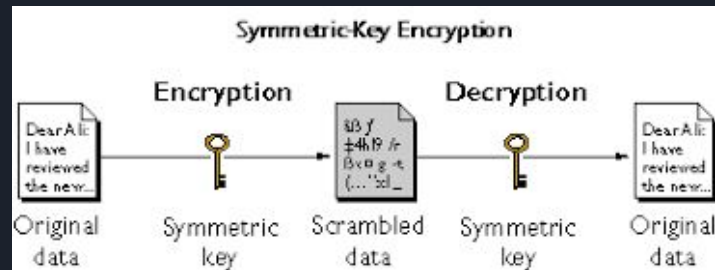 Symmetric-Key Encryption
Encryption
Decryption
Dear Ali:
I have
reviewed
the new...
Dear Ali:
I have
reviewed
the new...
Original
data
Symmetric
key
Scrambled
data
Symmetric
key
Original
data